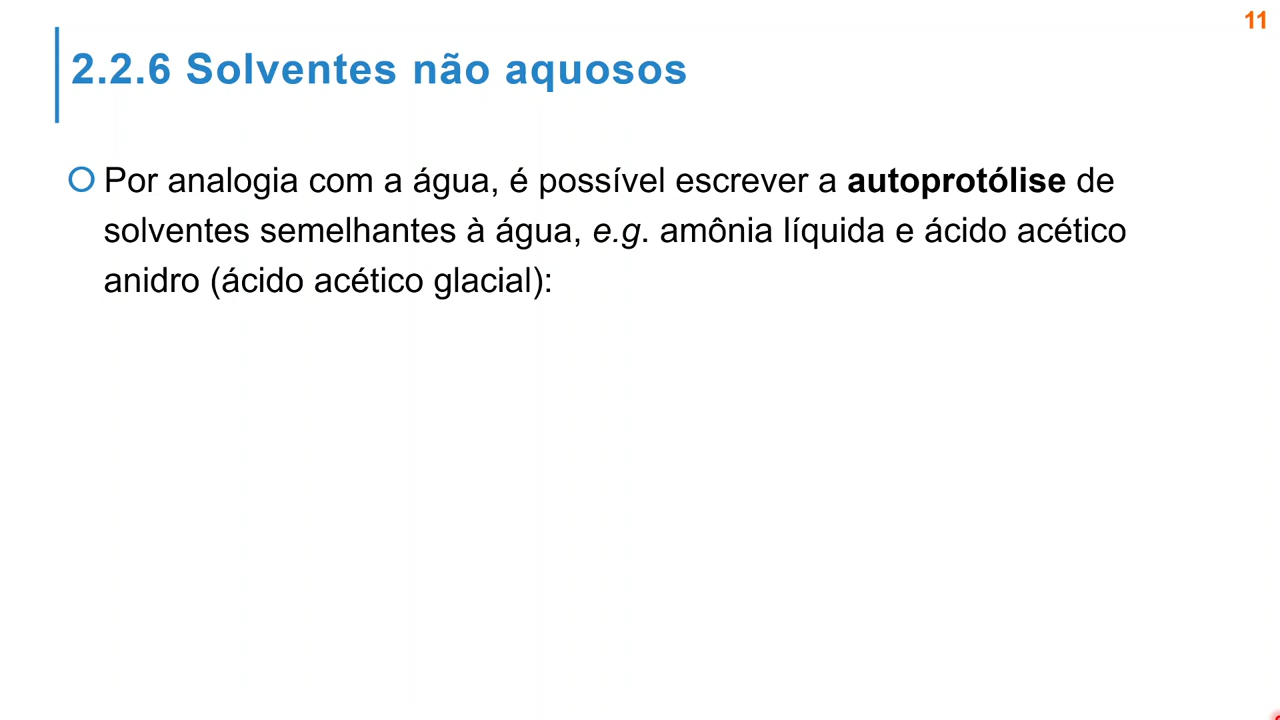 11
2.2.6 Solventes não aquosos
Por analogia com a água, é possível escrever a autoprotólise de
solventes semelhantes à água, e.g. amônia líquida e ácido acético
anidro (ácido acético glacial):